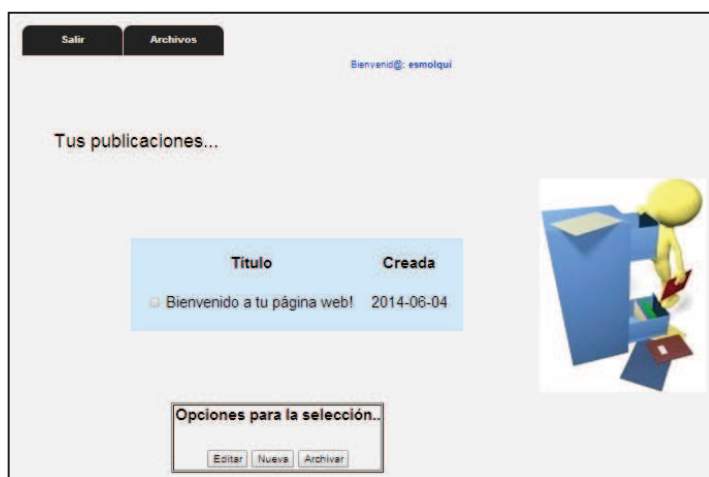 Salir Archivos
Bienvenid@: esmolqui
Tus publicaciones...
Titulo Creada
Bienvenido a tu página web! 2014-06-04
Opciones para la selección..
Editar Nueva Archivar